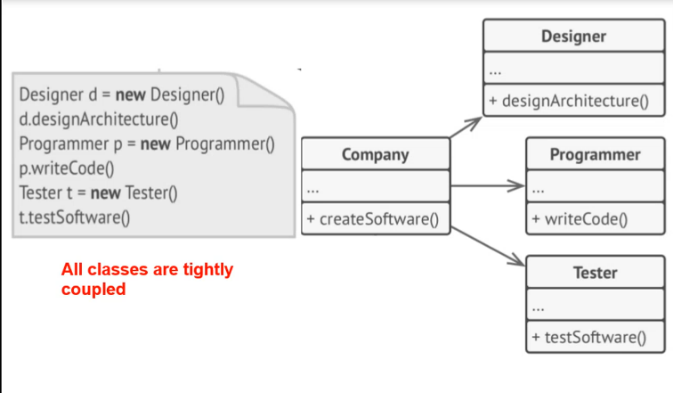 Designer d = new Designer()
d.designArchitecture()
Programmer p = new Programmer()
p.writeCode()
Tester t = new Tester()
t.testSoftware()
All classes are tightly
coupled
Company
...
+ createSoftware()
Designer
...
+ designArchitecture()
Programmer
...
+ writeCode()
Tester
...
+ testSoftware()